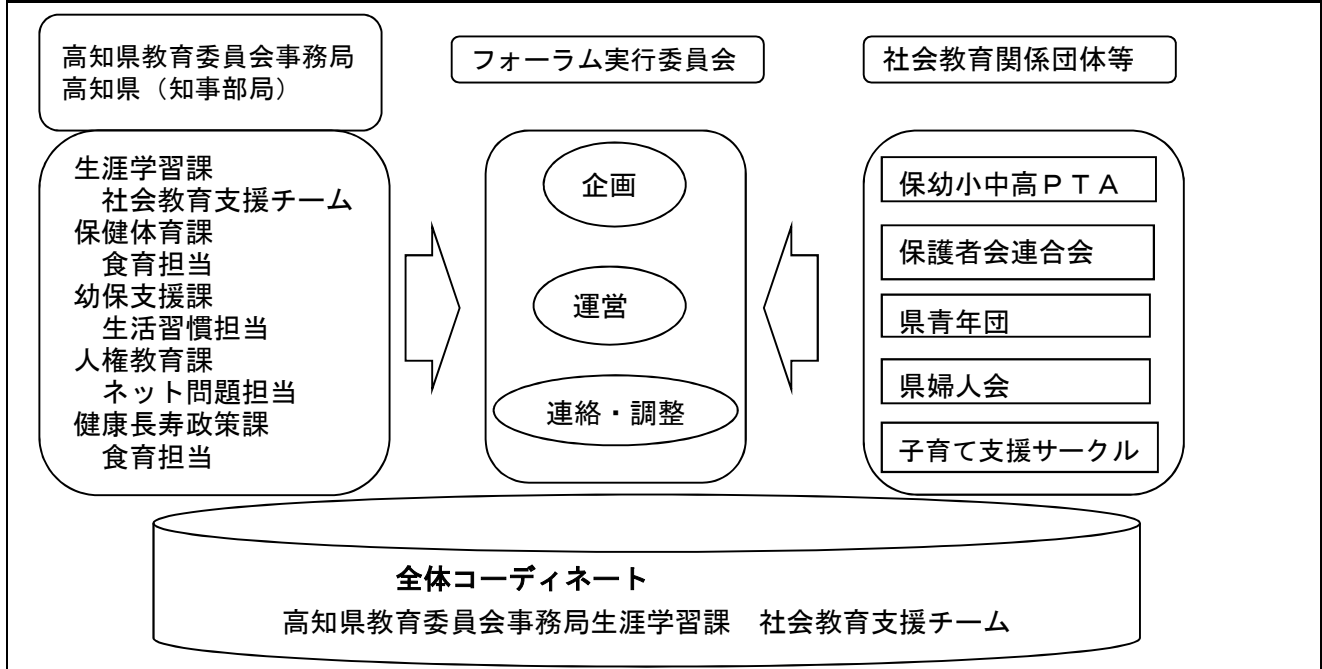 高知県教育委員会事務局
高知県（知事部局）
生涯学習課
社会教育支援チーム
保健体育課
食育担当
幼保支援課
生活習慣担当
人権教育課
ネット問題担当
健康長寿政策課
食育担当
フォーラム実行委員会
企画
運営
連絡・調整
社会教育関係団体等
保幼小中高ＰＴＡ
保護者会連合会
県青年団
県婦人会
子育て支援サークル
全体コーディネート
高知県教育委員会事務局生涯学習課　社会教育支援チーム